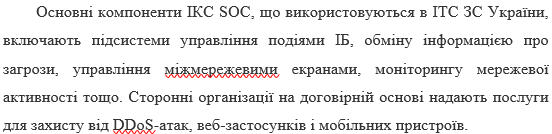 Основні компоненти ІКС SOC, що використовуються в ІТС ЗС України,
включають підсистеми управління подіями ІБ, обміну інформацією про
загрози, управління міжмережевими екранами, моніторингу мережевої
активності тощо. Сторонні організації на договірній основі надають послуги
для захисту від DDoS-атак, веб-застосунків і мобільних пристроїв.